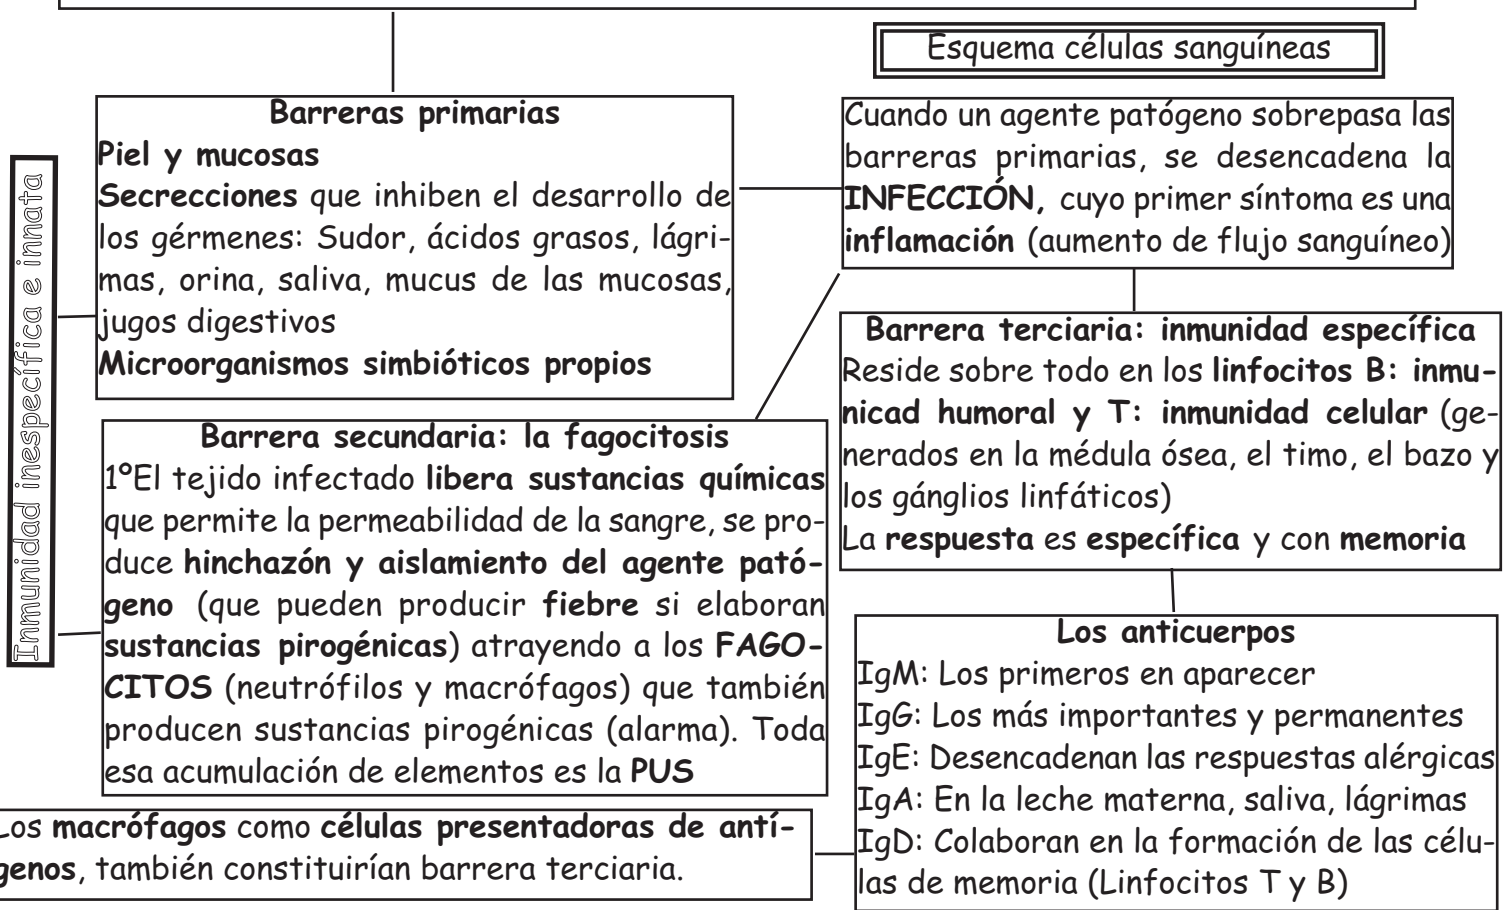 Esquema células sanguíneas
Inmunidad inespecífica e innata
Barreras primarias
Piel y mucosas
Secrecciones que inhiben el desarrollo de
los gérmenes: Sudor, ácidos grasos, lágri-
mas, orina, saliva, mucus de las mucosas,
jugos digestivos
Microorganismos simbióticos propios
Cuando un agente patógeno sobrepasa las
barreras primarias, se desencadena la
INFECCIÓN, cuyo primer síntoma es una
inflamación (aumento de flujo sanguíneo)
Barrera secundaria: la fagocitosis
1ºEl tejido infectado libera sustancias químicas
que permite la permeabilidad de la sangre, se pro-
duce hinchazón y aislamiento del agente pató-
geno (que pueden producir fiebre si elaboran
sustancias pirogénicas) atrayendo a los FAGO-
CITOS (neutrófilos y macrófagos) que también
producen sustancias pirogénicas (alarma). Toda
esa acumulación de elementos es la PUS
Barrera terciaria: inmunidad específica
Reside sobre todo en los linfocitos B: inmu-
nicad humoral y T: inmunidad celular (ge-
nerados en la médula ósea, el timo, el bazo y
los gánglios linfáticos)
La respuesta es específica y con memoria
Los anticuerpos
IgM: Los primeros en aparecer
IgG: Los más importantes y permanentes
IgE: Desencadenan las respuestas alérgicas
IgA: En la leche materna, saliva, lágrimas
IgD: Colaboran en la formación de las célu-
las de memoria (Linfocitos T y B)
Los macrófagos como células presentadoras de antí-
genos, también constituirían barrera terciaria.